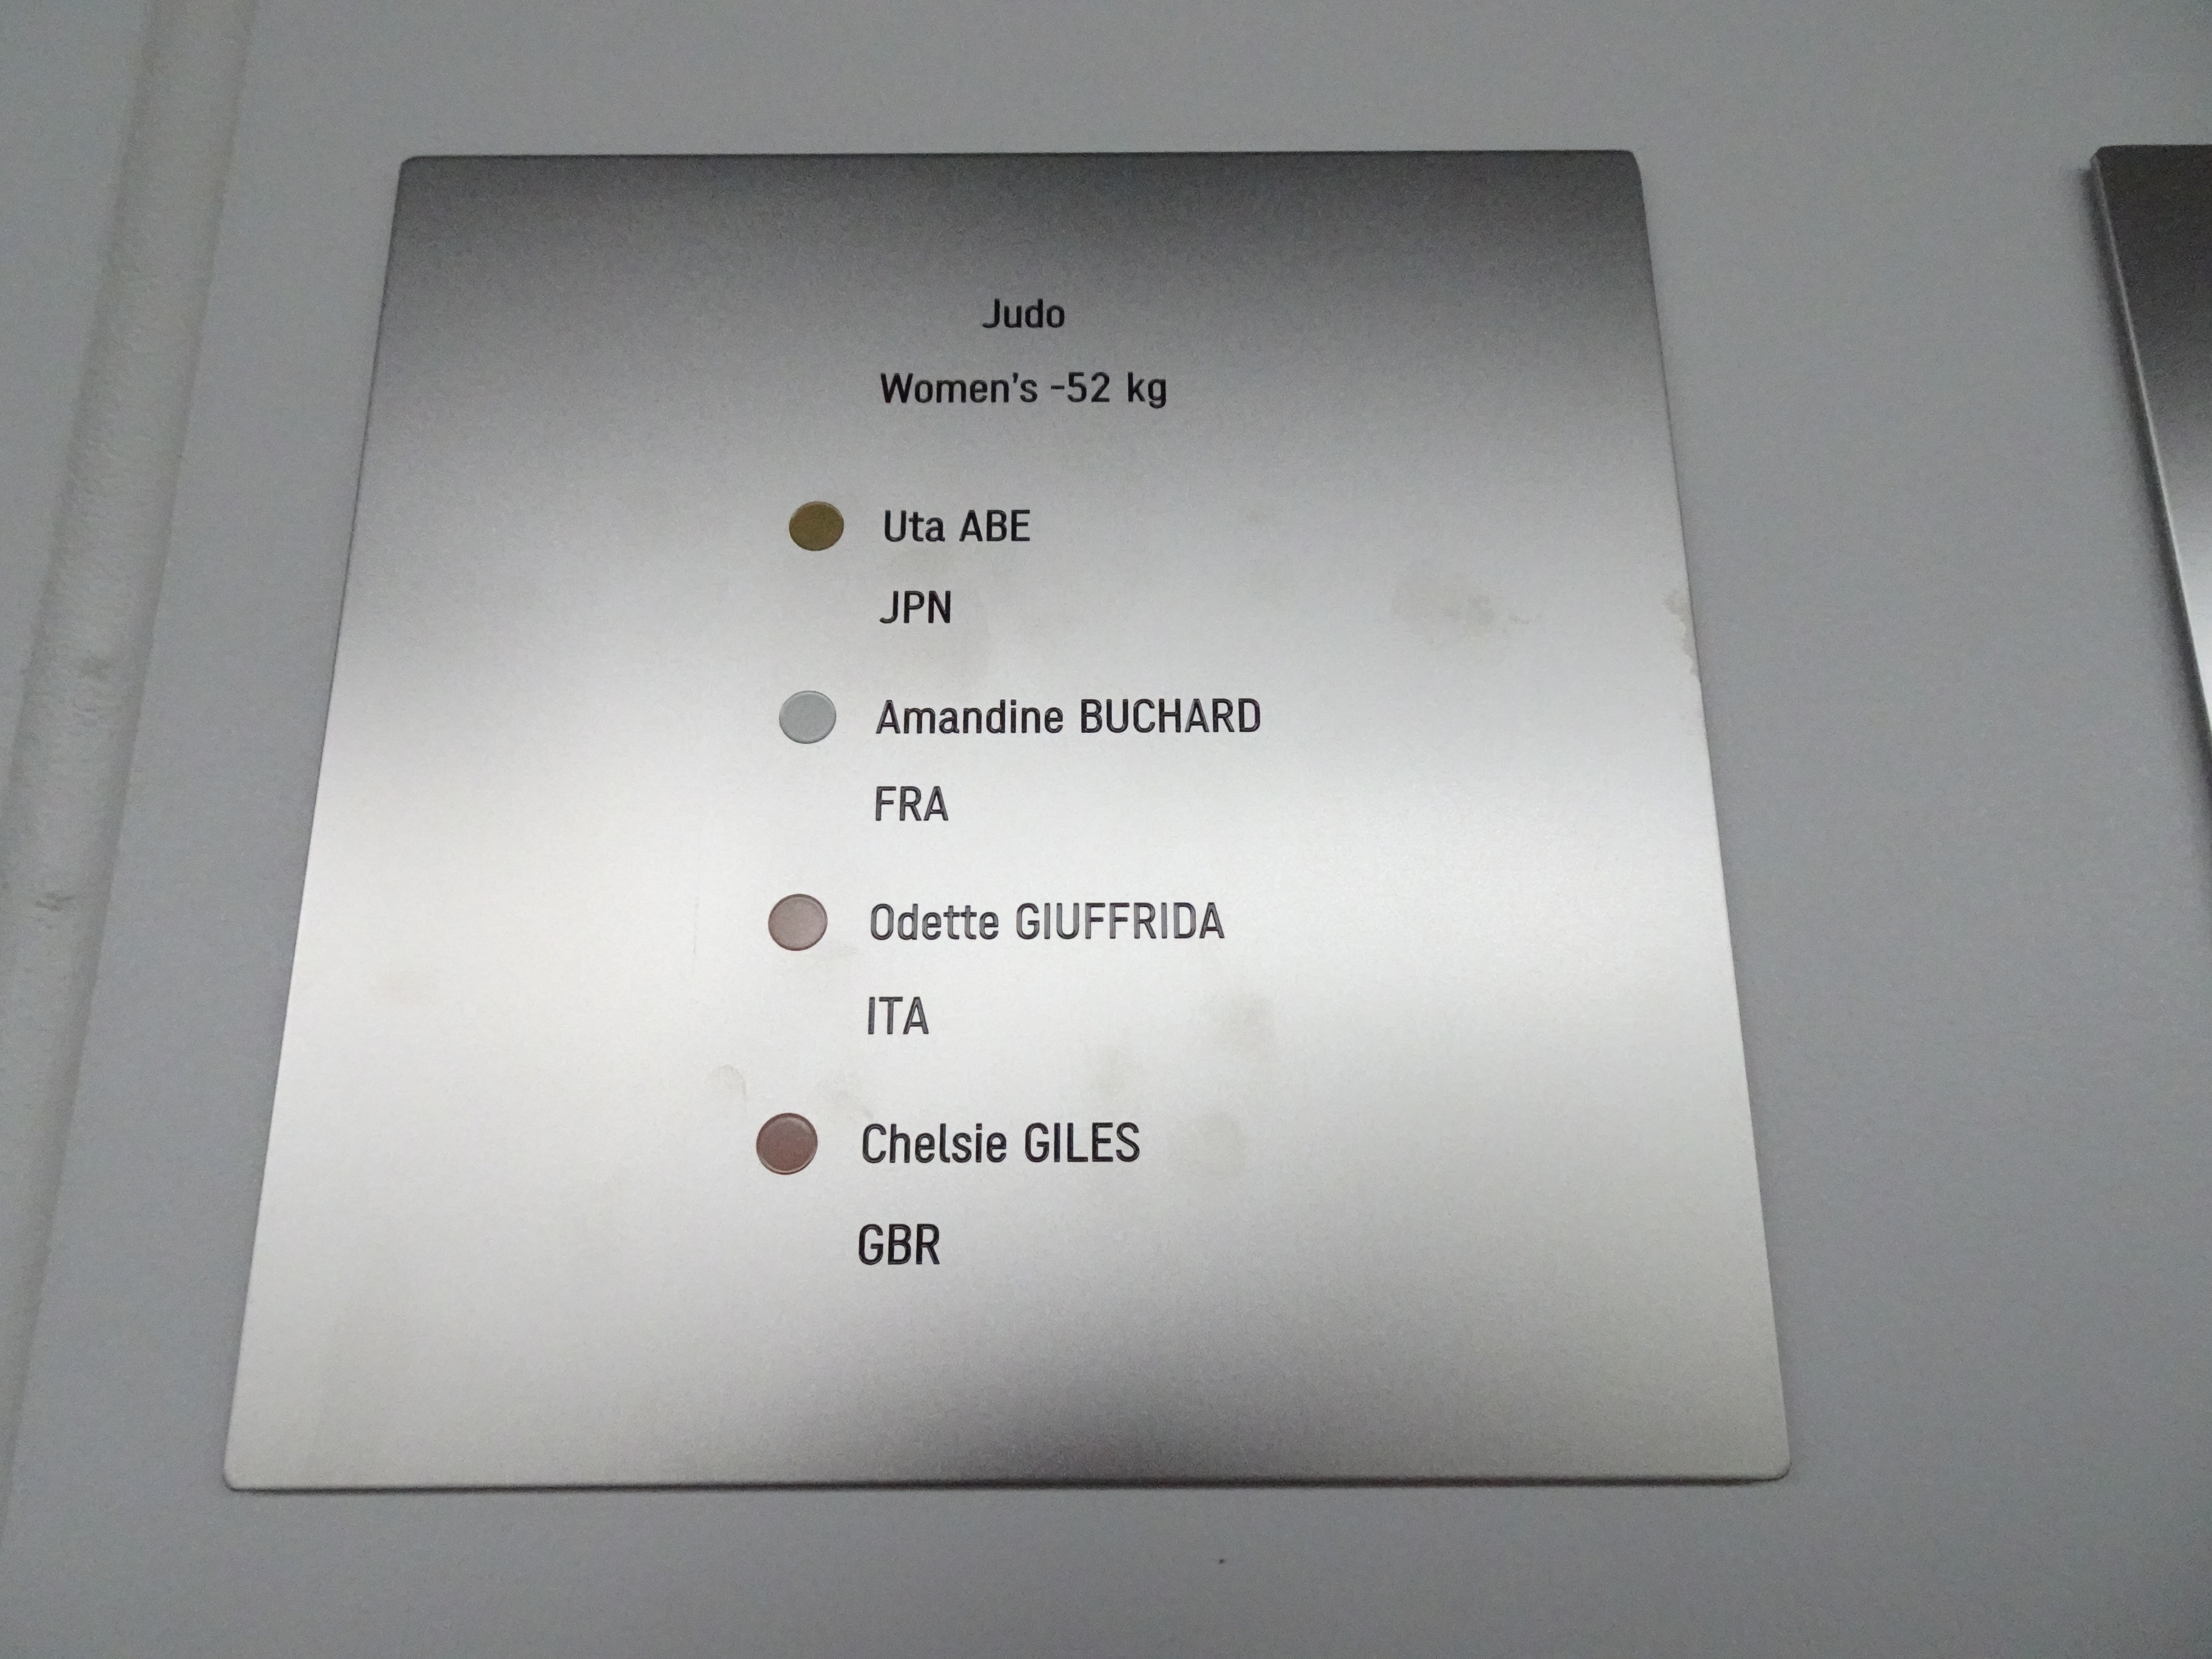 Judo
Women's -52 kg
Uta ABE
JPN
Amandine BUCHARD
FRA
Odette GIUFFRIDA
ITA
Chelsie GILES
GBR